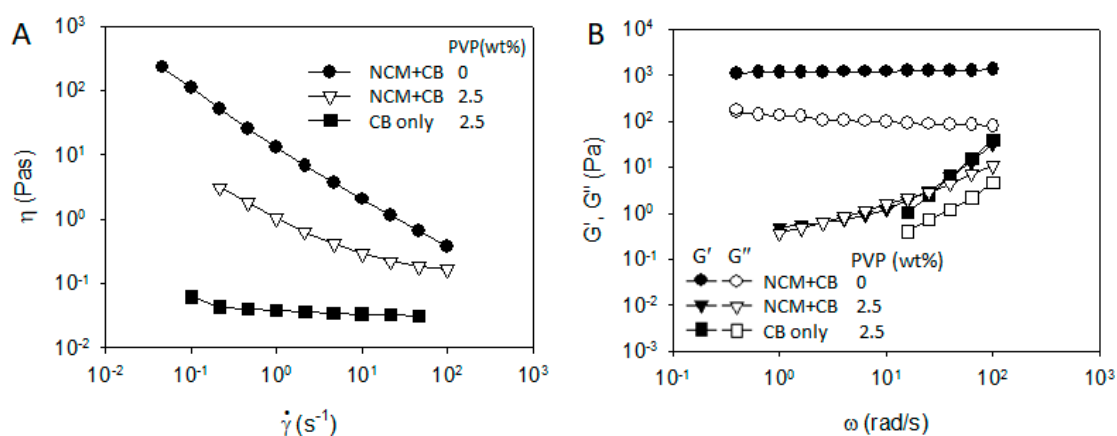 A
PVP(wt%)
NCM+CB 0
NCM+CB 2.5
CB only 2.5
10³
10²
10¹
10⁰
10⁻¹
10⁻²
η (Pas)
10⁻² 10⁻¹ 10⁰ 10¹ 10² 10³
γ̇ (s⁻¹)
B
10⁴
10³
10²
10¹
10⁰
10⁻¹
10⁻²
10⁻³
G', G" (Pa)
G' G" PVP (wt%)
NCM+CB 0
NCM+CB 2.5
CB only 2.5
10⁻¹ 10⁰ 10¹ 10² 10³
ω (rad/s)